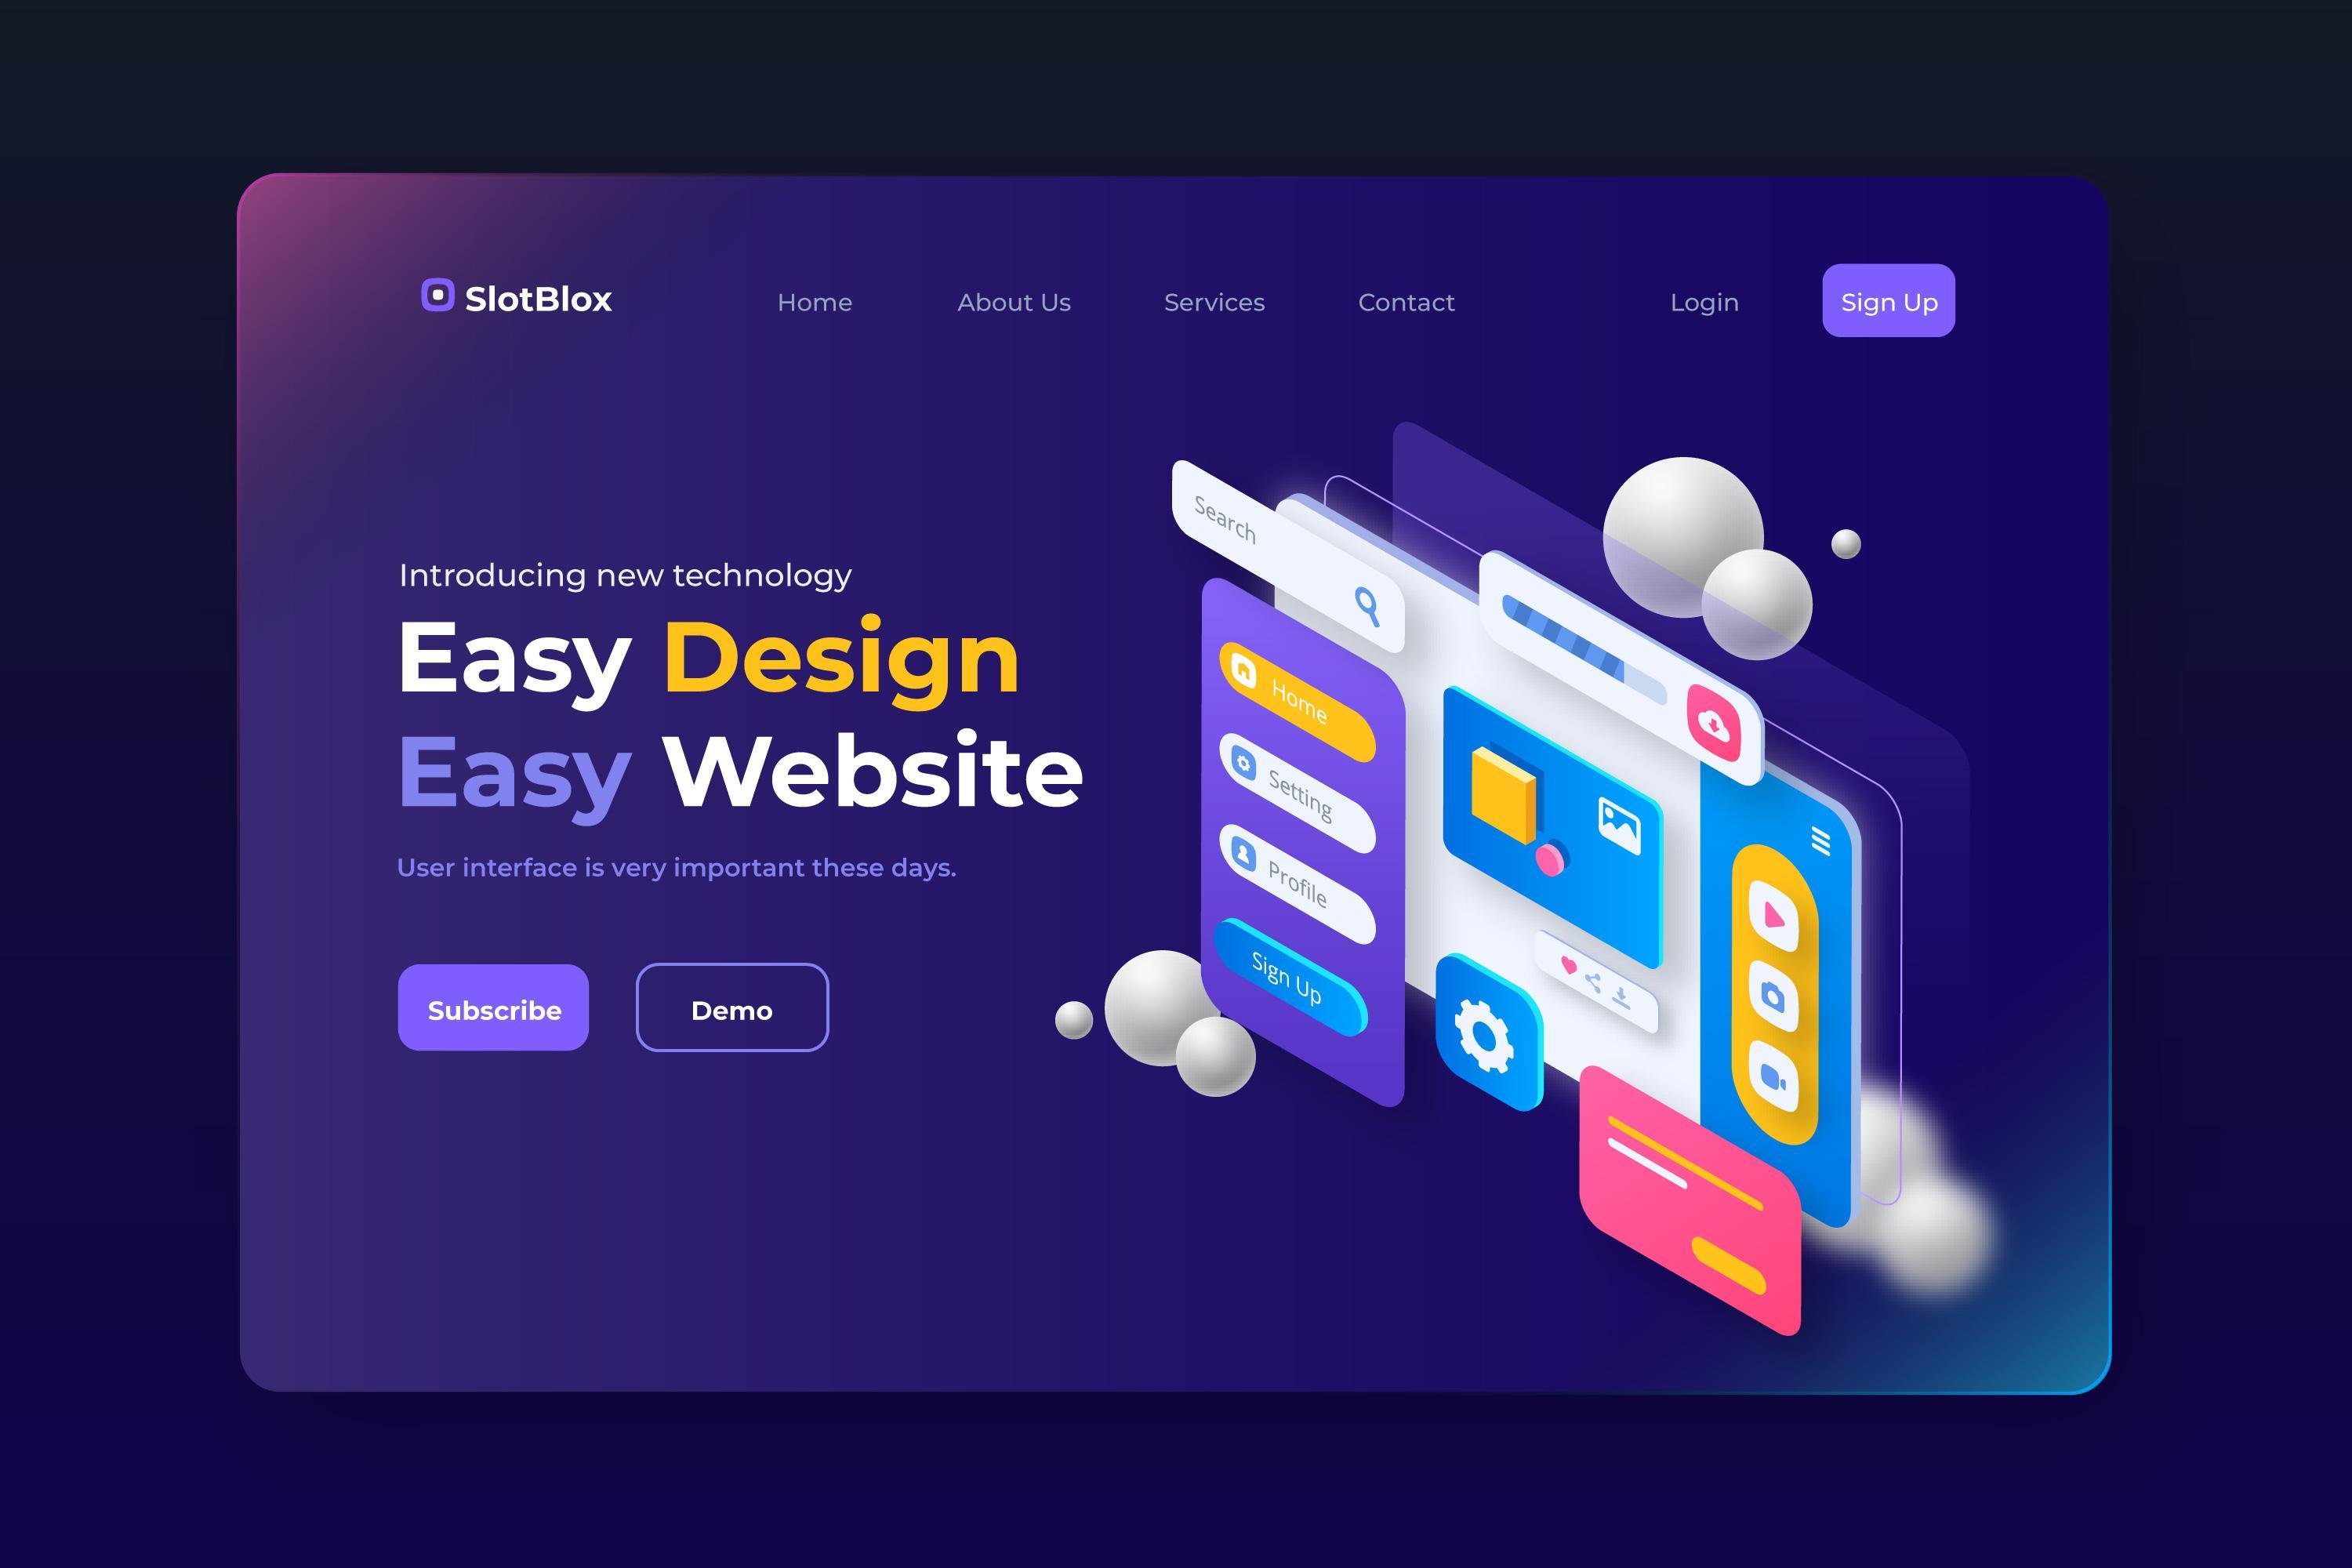 SlotBlox
Home
About Us
Services
Contact
Login
Sign Up
Introducing new technology
Easy Design
Easy Website
User interface is very important these days.
Subscribe
Demo
Search
Home
Setting
Profile
Sign Up